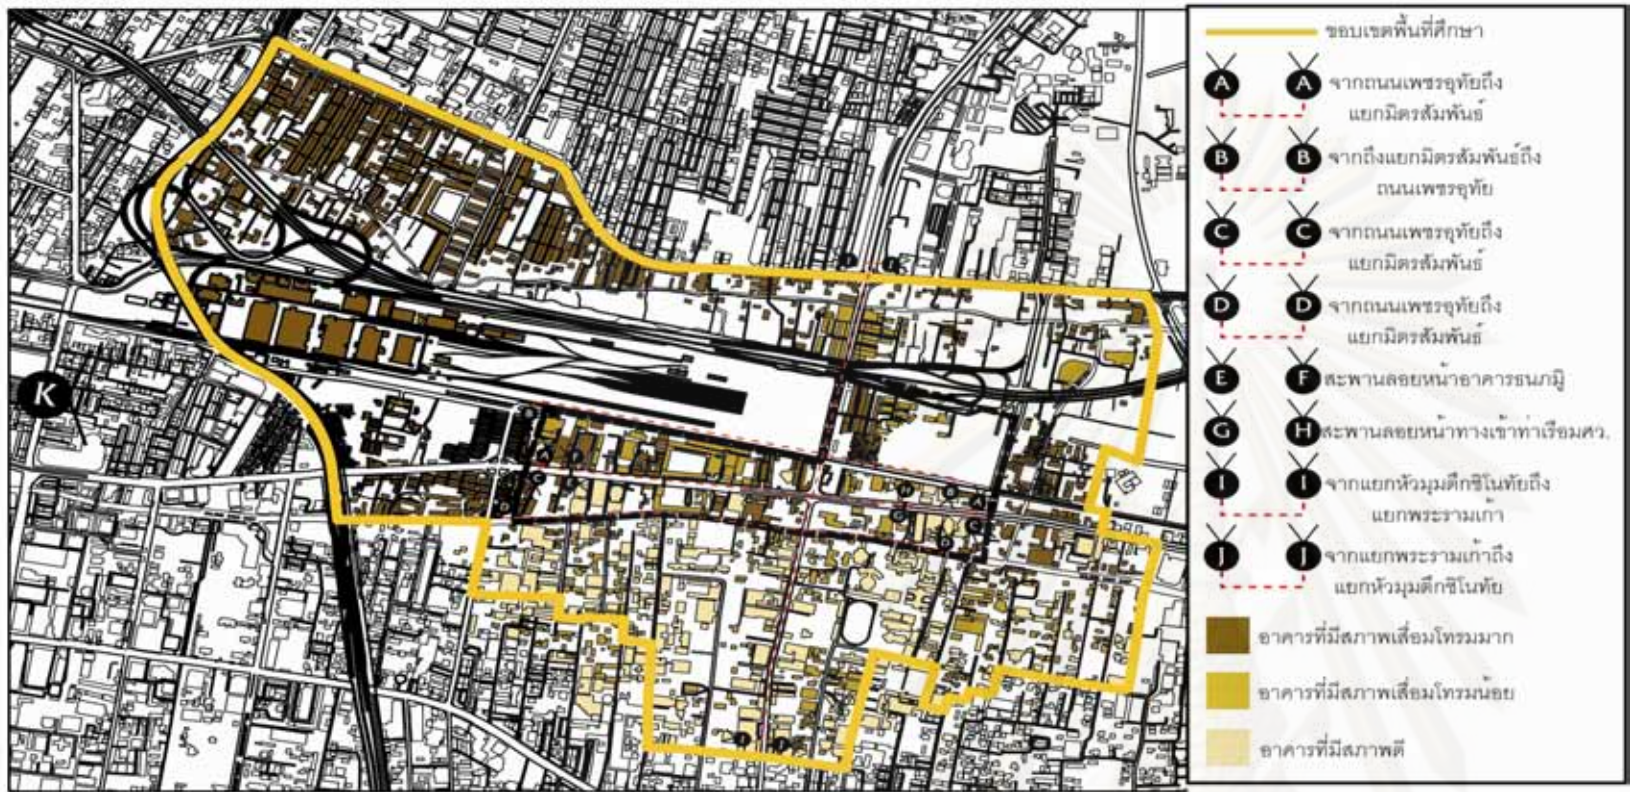 ขอบเขตพื้นที่ศึกษา
A A จากถนนเพชรอุทัยถึง
แยกมิตรสัมพันธ์
B B จากถึงแยกมิตรสัมพันธ์ถึง
ถนนเพชรอุทัย
C C จากถนนเพชรอุทัยถึง
แยกมิตรสัมพันธ์
D D จากถนนเพชรอุทัยถึง
แยกมิตรสัมพันธ์
E F สะพานลอยหน้าอาคารธนภูมิ
G H สะพานลอยหน้าทางเข้าท่าเรือมศว.
I I จากแยกหัวมุมตึกชิโนทัยถึง
แยกพระรามเก้า
J J จากแยกพระรามเก้าถึง
แยกหัวมุมตึกชิโนทัย
อาคารที่มีสภาพเสื่อมโทรมมาก
อาคารที่มีสภาพเสื่อมโทรมน้อย
อาคารที่มีสภาพดี
K